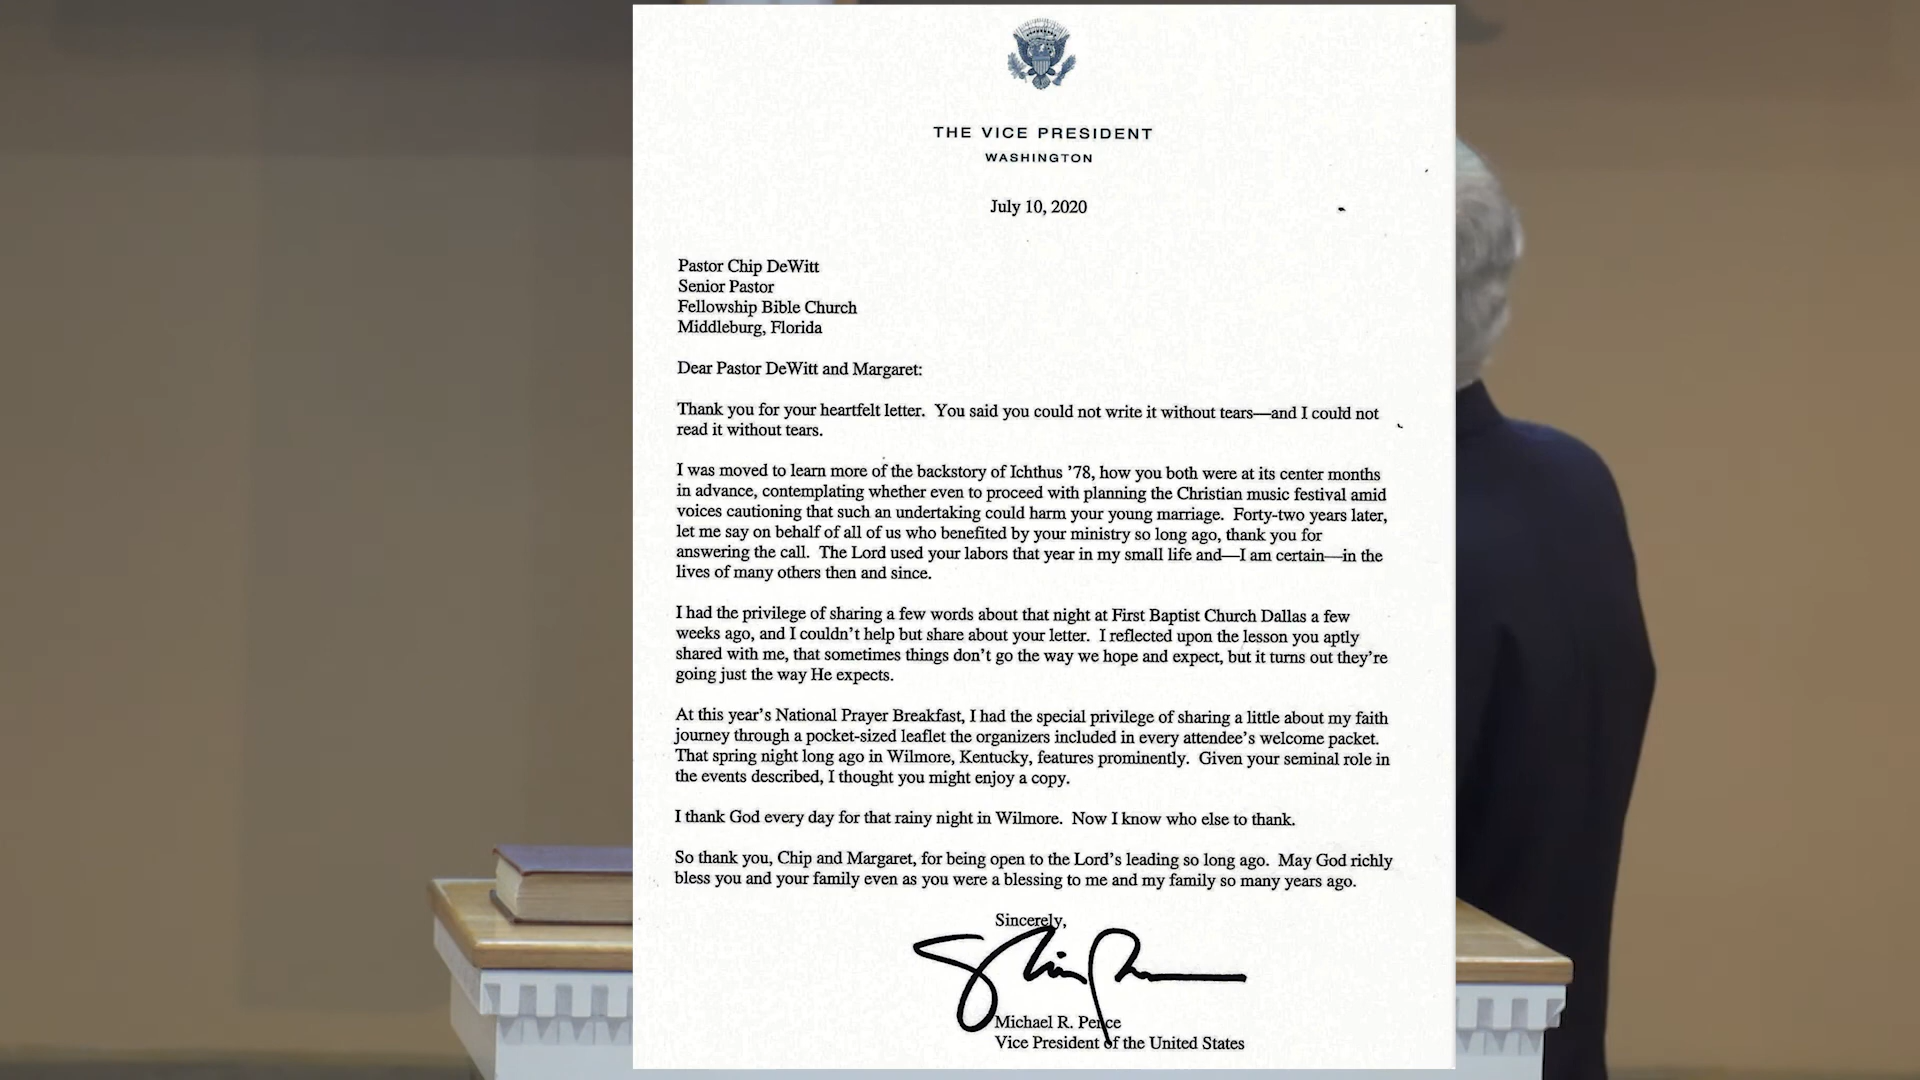 THE VICE PRESIDENT
WASHINGTON
July 10, 2020
Pastor Chip DeWitt
Senior Pastor
Fellowship Bible Church
Middleburg, Florida
Dear Pastor DeWitt and Margaret:
Thank you for your heartfelt letter. You said you could not write it without tears—and I could not
read it without tears.
I was moved to learn more of the backstory of Ichthus ’78, how you both were at its center months
in advance, contemplating whether even to proceed with planning the Christian music festival amid
voices cautioning that such an undertaking could harm your young marriage. Forty-two years later,
let me say on behalf of all of us who benefited by your ministry so long ago, thank you for
answering the call. The Lord used your labors that year in my small life and—I am certain—in the
lives of many others then and since.
I had the privilege of sharing a few words about that night at First Baptist Church Dallas a few
weeks ago, and I couldn’t help but share about your letter. I reflected upon the lesson you aptly
shared with me, that sometimes things don’t go the way we hope and expect, but it turns out they’re
going just the way He expects.
At this year’s National Prayer Breakfast, I had the special privilege of sharing a little about my faith
journey through a pocket-sized leaflet the organizers included in every attendee’s welcome packet.
That spring night long ago in Wilmore, Kentucky, features prominently. Given your seminal role in
the events described, I thought you might enjoy a copy.
I thank God every day for that rainy night in Wilmore. Now I know who else to thank.
So thank you, Chip and Margaret, for being open to the Lord’s leading so long ago. May God richly
bless you and your family even as you were a blessing to me and my family so many years ago.
Sincerely,
Michael R. Pence
Vice President of the United States